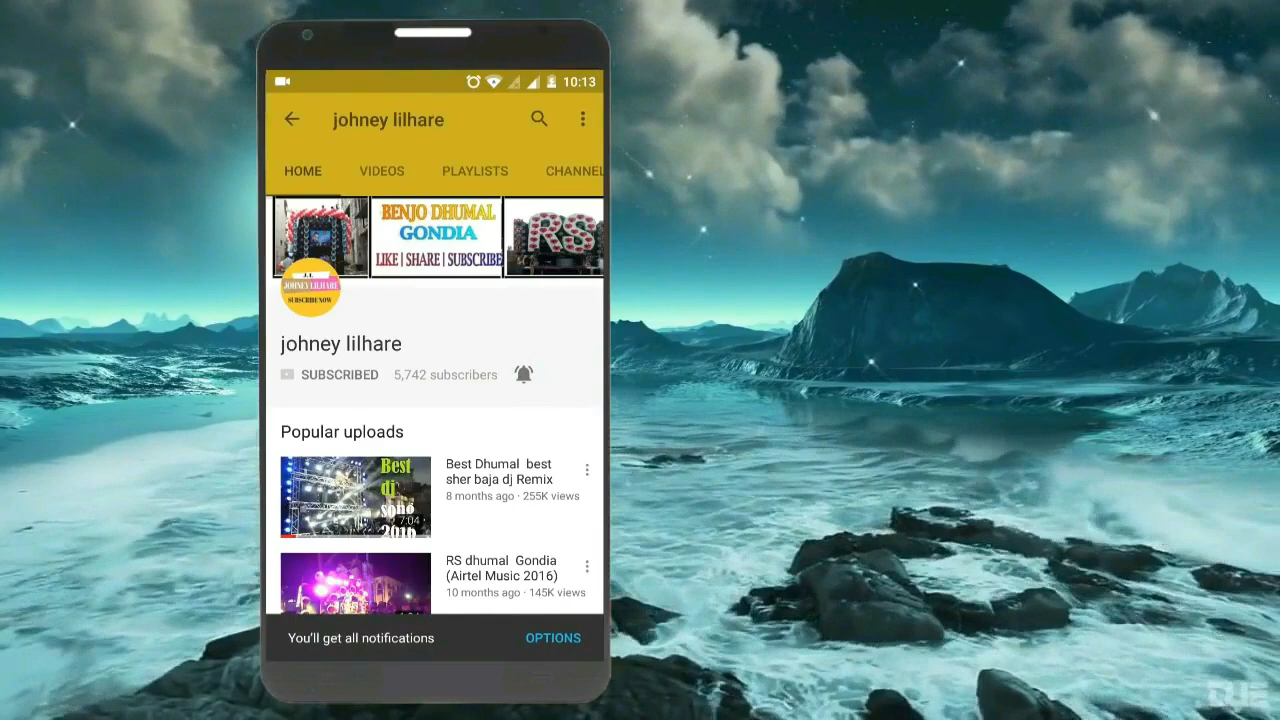 10:13
johney lilhare
HOME VIDEOS PLAYLISTS CHANNEL
BENJO DHUMAL
GONDIA
LIKE | SHARE | SUBSCRIBE
RS
JOHNEY LILHARE
SUBSCRIBE NOW
johney lilhare
SUBSCRIBED 5,742 subscribers
Popular uploads
Best
dj
song
2016
7:04
Best Dhumal best
sher baja dj Remix
8 months ago · 255K views
RS dhumal Gondia
(Airtel Music 2016)
10 months ago · 145K views
You'll get all notifications OPTIONS